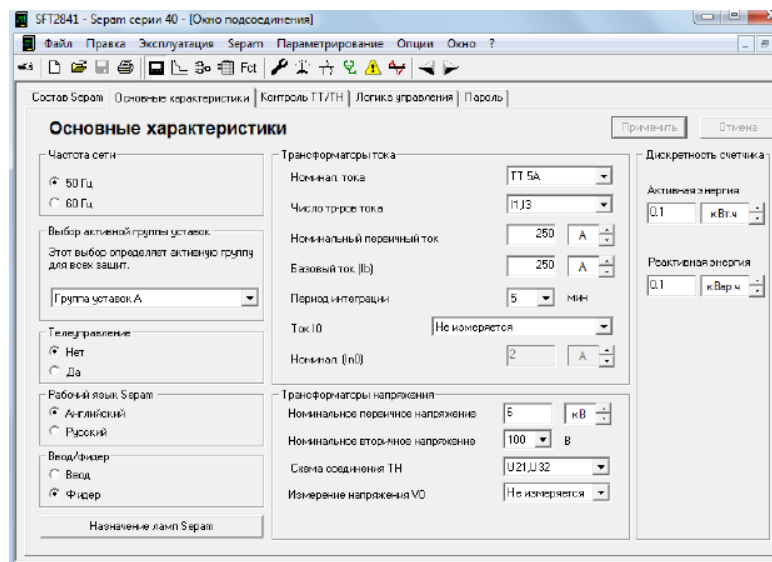 SFT2841 - Sepam серии 40 - [Окно подсоединения]
Файл Правка Эксплуатация Sepam Параметрирование Опции Окно ?
Fct
Состав Sepam Основные характеристики Контроль ТТ/ТН Логика управления Пароль
Основные характеристики
Применить Отмена
Частота сети
50 Гц
60 Гц
Выбор активной группы уставок
Этот выбор определяет активную группу
для всех защит.
Группа уставок А
Телеуправление
Нет
Да
Рабочий язык Sepam
Английский
Русский
Ввод/фидер
Ввод
Фидер
Назначение ламп Sepam
Трансформаторы тока
Номинал. тока ТТ 5А
Число тр-ров тока I1,I3
Номинальный первичный ток 250 А
Базовый ток (Ib) 250 А
Период интеграции 5 мин
Ток I0 Не измеряется
Номинал. (In0) 2 А
Трансформаторы напряжения
Номинальное первичное напряжение 6 кВ
Номинальное вторичное напряжение 100 В
Схема соединения ТН U21,U32
Измерение напряжения V0 Не измеряется
Дискретность счетчика
Активная энергия
0.1 кВт.ч
Реактивная энергия
0.1 кВар.ч